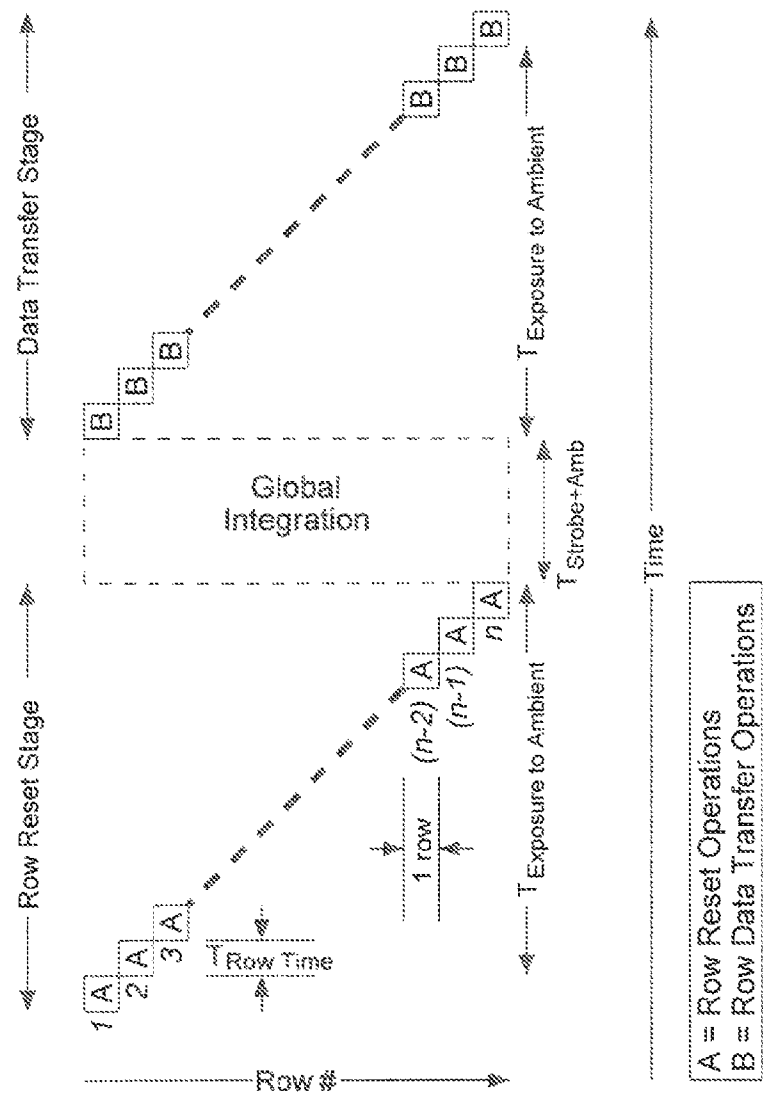 Row Reset Stage
Data Transfer Stage
1 A
2 A
3 A
T Row Time
1 row
(n-2) A
(n-1) A
n A
Global
Integration
B
B
B
B
B
B
T Exposure to Ambient
T Strobe+Amb
T Exposure to Ambient
Row #
Time
A = Row Reset Operations
B = Row Data Transfer Operations